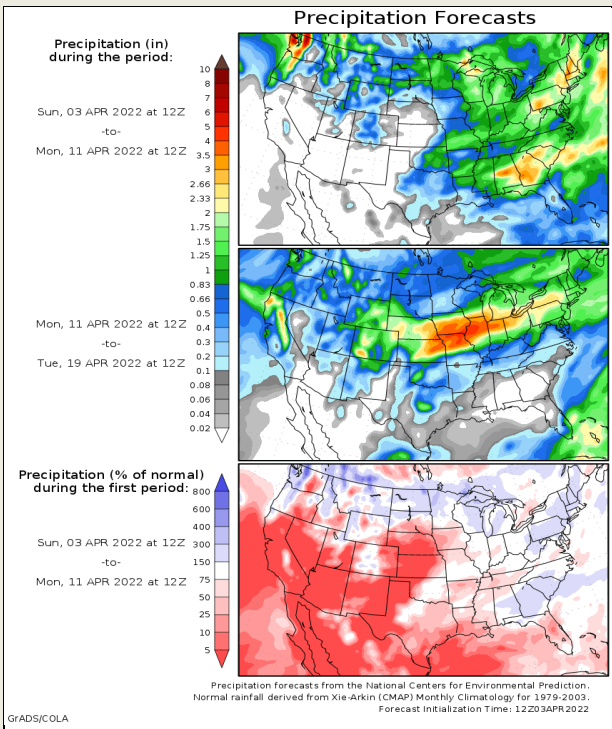 Precipitation Forecasts
Precipitation (in)
during the period:
Sun, 03 APR 2022 at 12Z
-to-
Mon, 11 APR 2022 at 12Z
10
8
7
6
5
4
3.5
3
2.66
2.33
2
1.75
1.5
1.25
1
0.83
0.66
0.5
0.4
0.3
0.2
0.1
0.08
0.06
0.04
0.02
Mon, 11 APR 2022 at 12Z
-to-
Tue, 19 APR 2022 at 12Z
Precipitation (% of normal)
during the first period:
Sun, 03 APR 2022 at 12Z
-to-
Mon, 11 APR 2022 at 12Z
800
600
400
300
150
75
50
25
10
5
Precipitation forecasts from the National Centers for Environmental Prediction.
Normal rainfall derived from Xie-Arkin (CMAP) Monthly Climatology for 1979-2003.
Forecast Initialization Time: 12Z03APR2022
GrADS/COLA